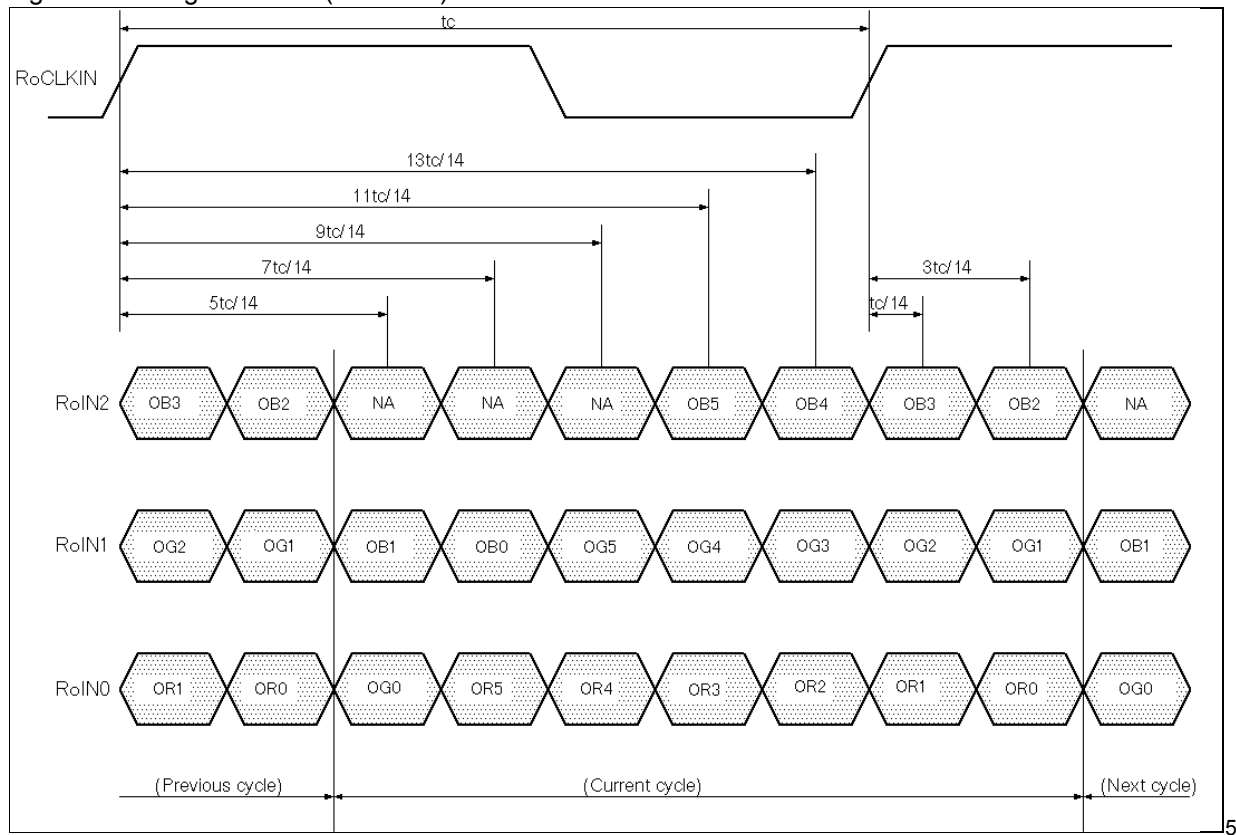 tc
RoCLKIN
13tc/14
11tc/14
9tc/14
7tc/14
3tc/14
5tc/14
tc/14
RoIN2 OB3 OB2 NA NA NA OB5 OB4 OB3 OB2 NA
RoIN1 OG2 OG1 OB1 OB0 OG5 OG4 OG3 OG2 OG1 OB1
RoIN0 OR1 OR0 OG0 OR5 OR4 OR3 OR2 OR1 OR0 OG0
(Previous cycle) (Current cycle) (Next cycle)
5